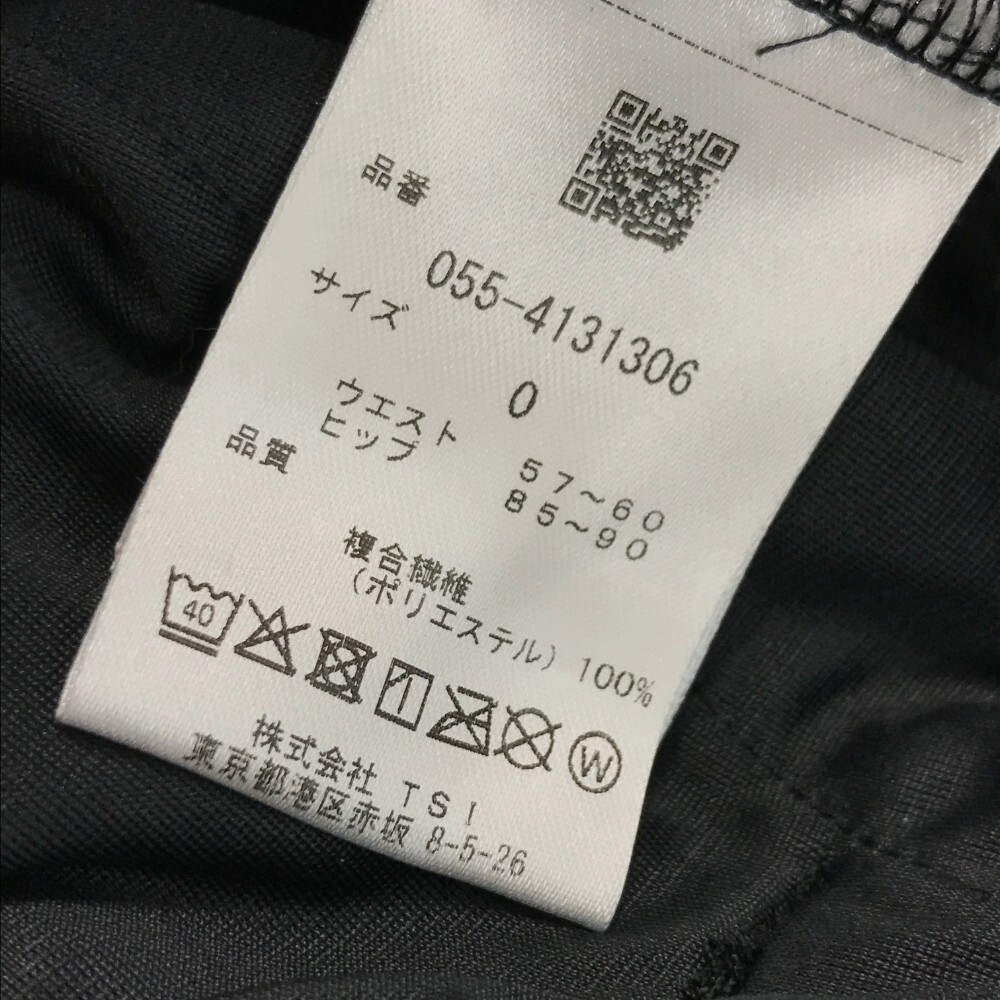 品番
055-4131306
サイズ
0
ウエスト 57~60
ヒップ 85~90
品質
複合繊維
(ポリエステル) 100%
40
W
株式会社 TSI
東京都港区赤坂 8-5-26